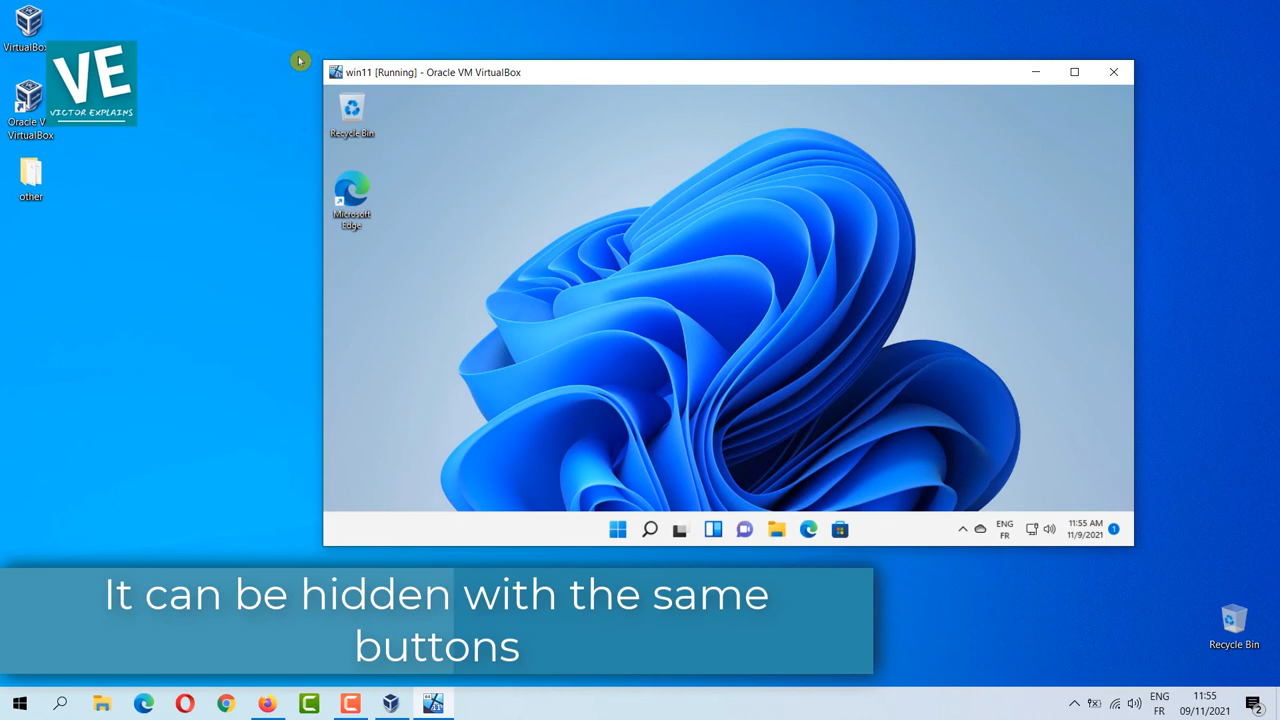 VirtualBox
VE
VICTOR EXPLAINS
Oracle V
VirtualBox
other
win11 [Running] - Oracle VM VirtualBox
Recycle Bin
Microsoft
Edge
ENG
FR
11:55 AM
11/9/2021
1
It can be hidden with the same
buttons
Recycle Bin
ENG
FR
11:55
09/11/2021
2